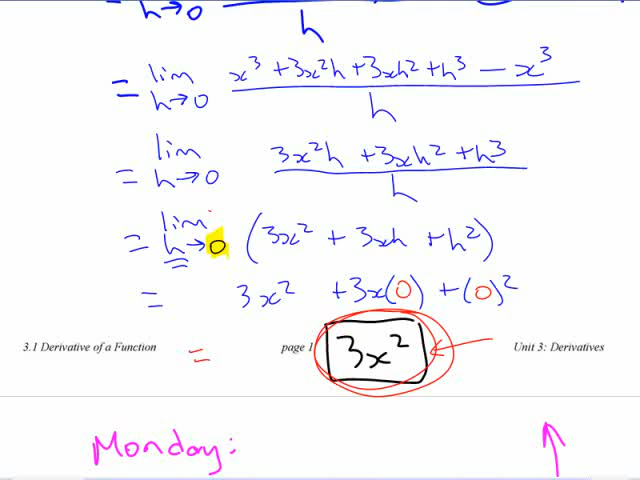 h→0
h
= lim h→0 x³ + 3x²h + 3xh² + h³ − x³ / h
= lim h→0 3x²h + 3xh² + h³ / h
= lim h→0 (3x² + 3xh + h²)
= 3x² + 3x(0) + (0)²
= 3x²
3.1 Derivative of a Function page 1 Unit 3: Derivatives
Monday: